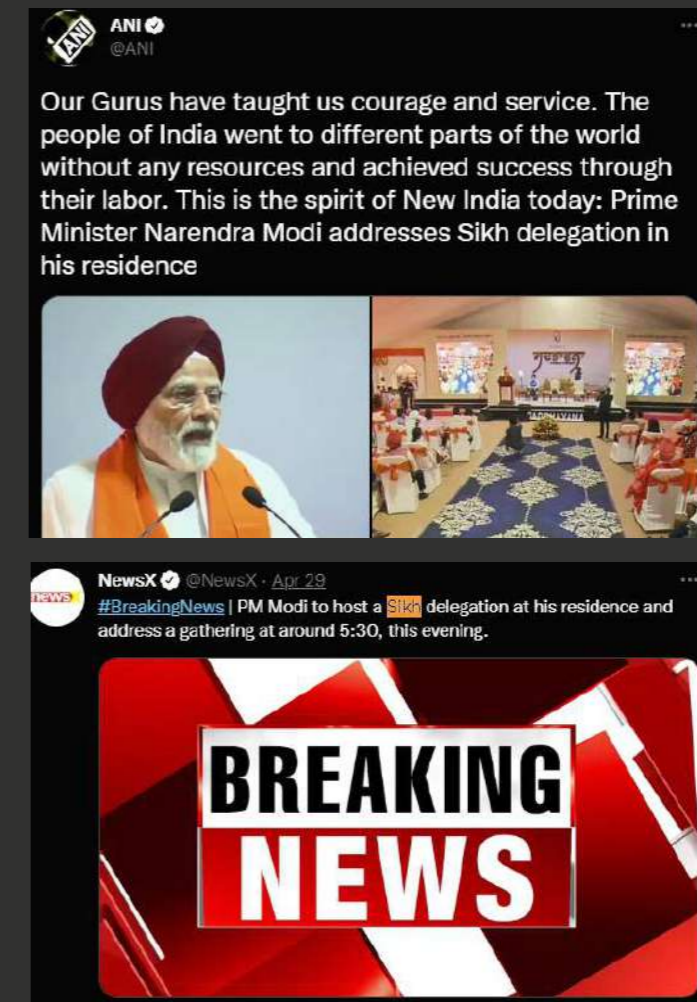 ANI
ANI
@ANI
Our Gurus have taught us courage and service. The
people of India went to different parts of the world
without any resources and achieved success through
their labor. This is the spirit of New India today: Prime
Minister Narendra Modi addresses Sikh delegation in
his residence
news
NewsX @NewsX · Apr 29
#BreakingNews | PM Modi to host a Sikh delegation at his residence and
address a gathering at around 5:30, this evening.
BREAKING
NEWS